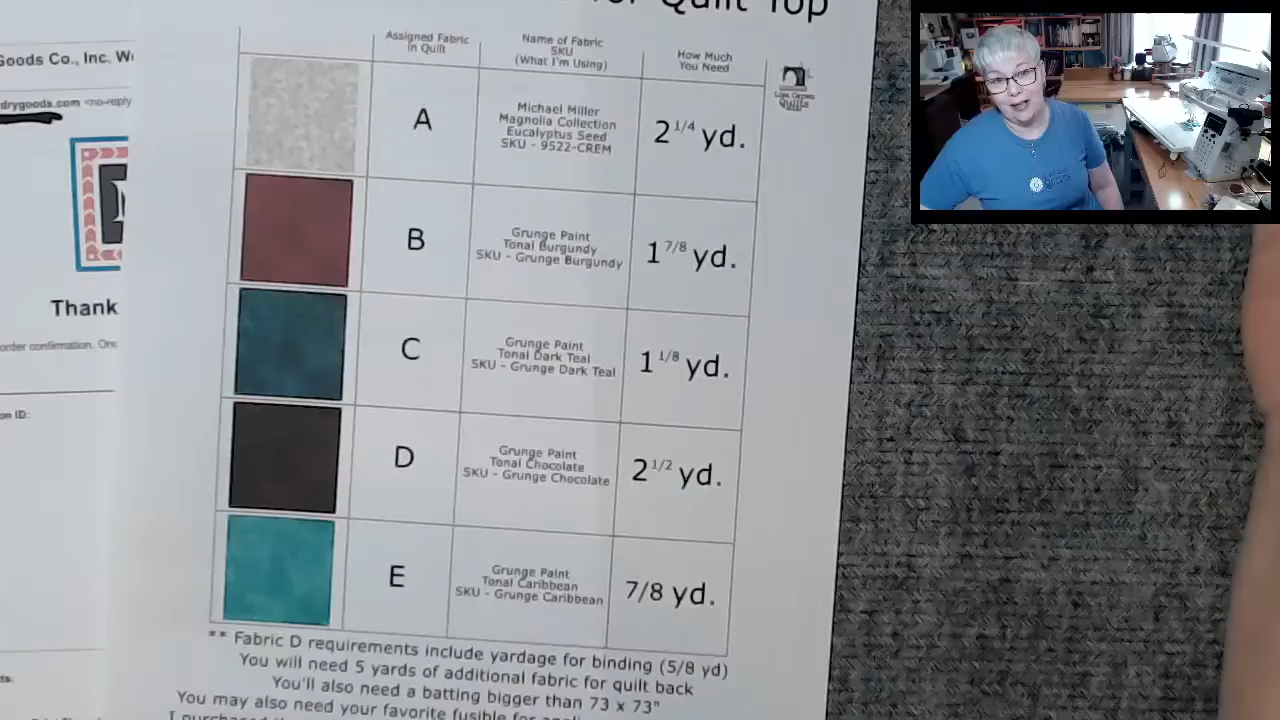 for Quilt Top
Goods Co., Inc.
drygoods.com <no-reply
Thank
order confirmation.
on ID:
Assigned Fabric
in Quilt
Name of Fabric
SKU
(What I'm Using)
How Much
You Need
A
Michael Miller
Magnolia Collection
Eucalyptus Seed
SKU - 9522-CREM
2 1/4 yd.
B
Grunge Paint
Tonal Burgundy
SKU - Grunge Burgundy
1 7/8 yd.
C
Grunge Paint
Tonal Dark Teal
SKU - Grunge Dark Teal
1 1/8 yd.
D
Grunge Paint
Tonal Chocolate
SKU - Grunge Chocolate
2 1/2 yd.
E
Grunge Paint
Tonal Caribbean
SKU - Grunge Caribbean
7/8 yd.
** Fabric D requirements include yardage for binding (5/8 yd)
You will need 5 yards of additional fabric for quilt back
You'll also need a batting bigger than 73 x 73"
You may also need your favorite fusible for
I purchased
Quilts